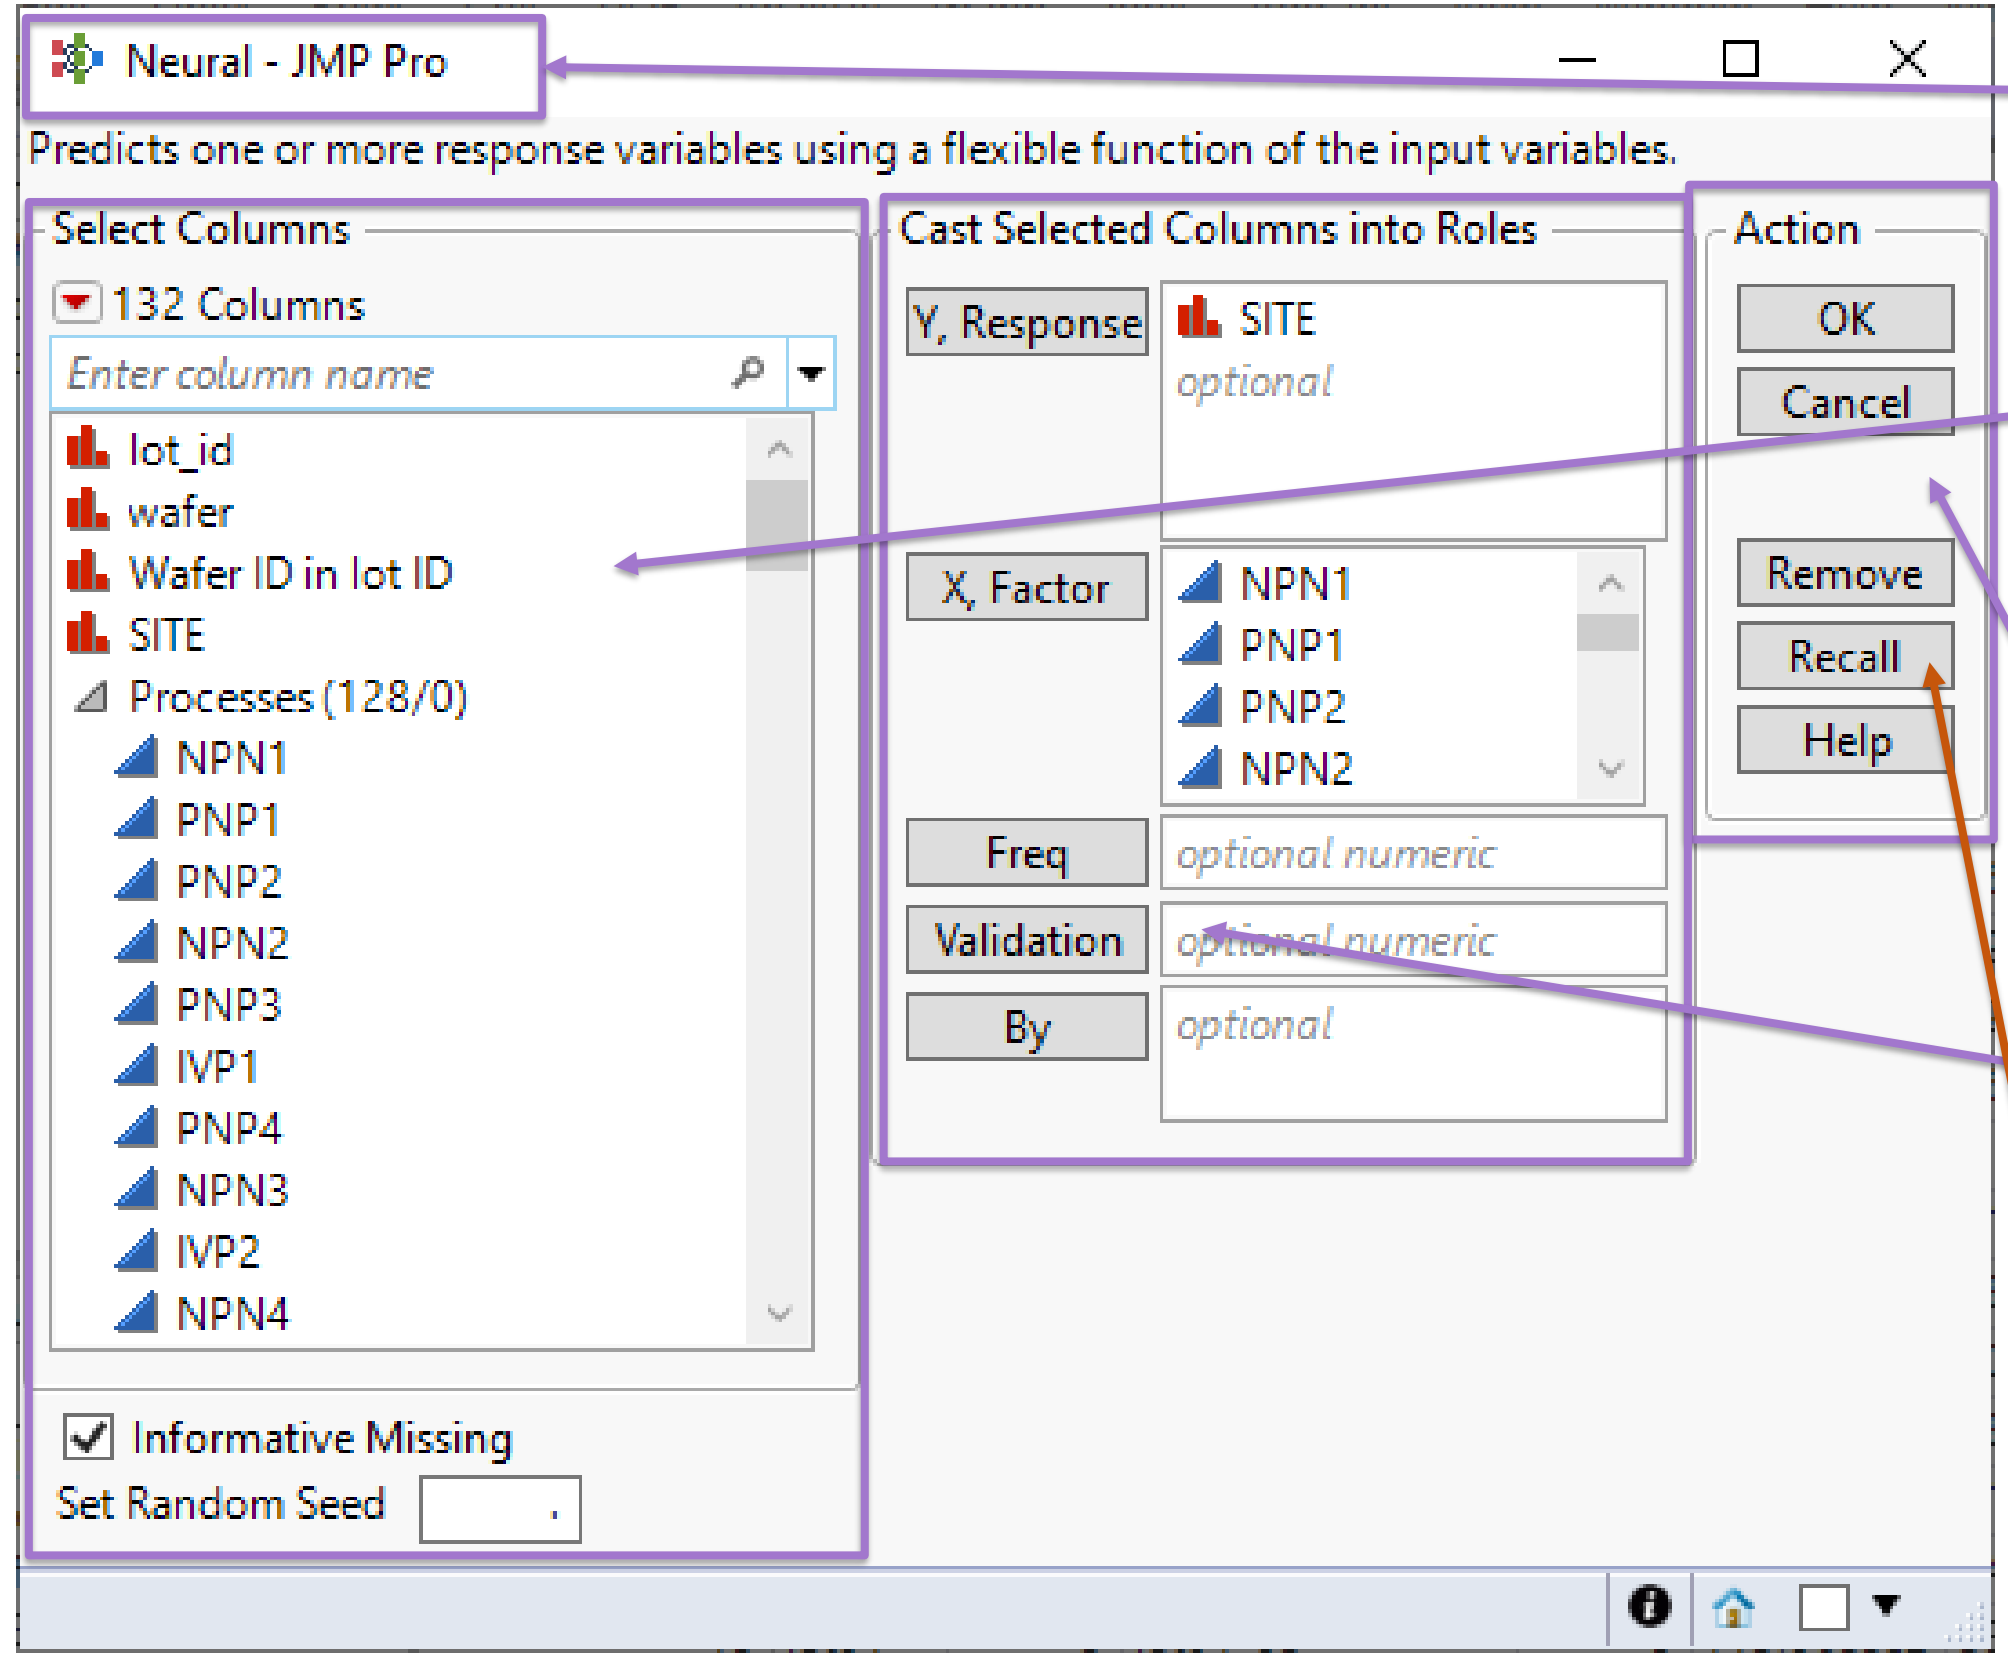 Neural - JMP Pro
Predicts one or more response variables using a flexible function of the input variables.
Select Columns
132 Columns
Enter column name
lot_id
wafer
Wafer ID in lot ID
SITE
Processes (128/0)
NPN1
PNP1
PNP2
NPN2
PNP3
IVP1
PNP4
NPN3
IVP2
NPN4
Informative Missing
Set Random Seed .
Cast Selected Columns into Roles
Y, Response
SITE
optional
X, Factor
NPN1
PNP1
PNP2
NPN2
Freq
optional numeric
Validation
optional numeric
By
optional
Action
OK
Cancel
Remove
Recall
Help